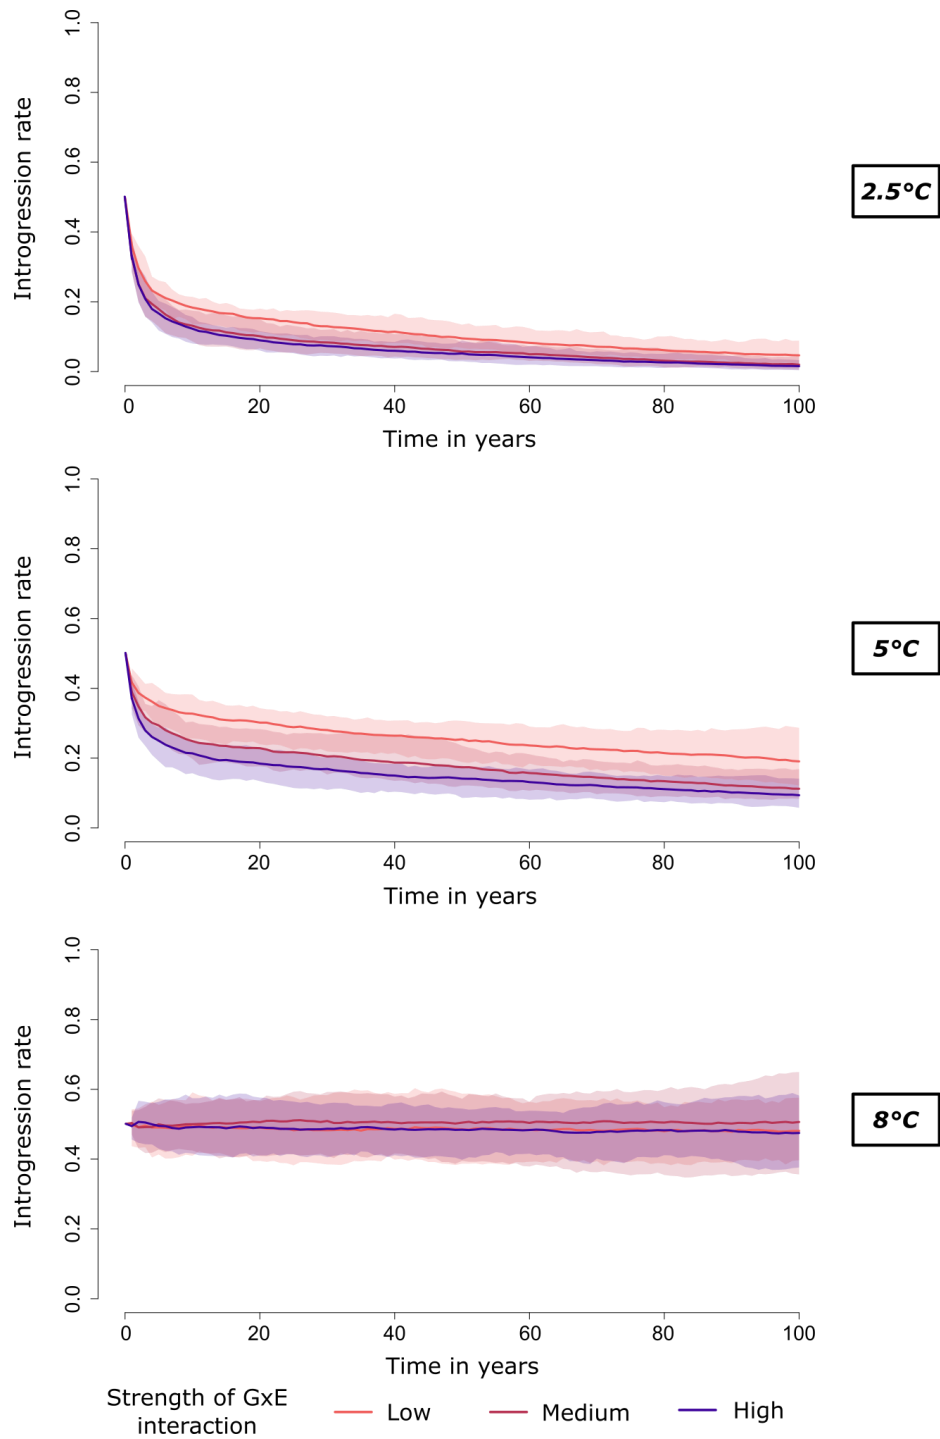 1.0
0.8
0.6
0.4
0.2
0.0
Introgression rate
0 20 40 60 80 100
Time in years
2.5°C
1.0
0.8
0.6
0.4
0.2
0.0
Introgression rate
0 20 40 60 80 100
Time in years
5°C
1.0
0.8
0.6
0.4
0.2
0.0
Introgression rate
0 20 40 60 80 100
Time in years
8°C
Strength of GxE
interaction
Low Medium High